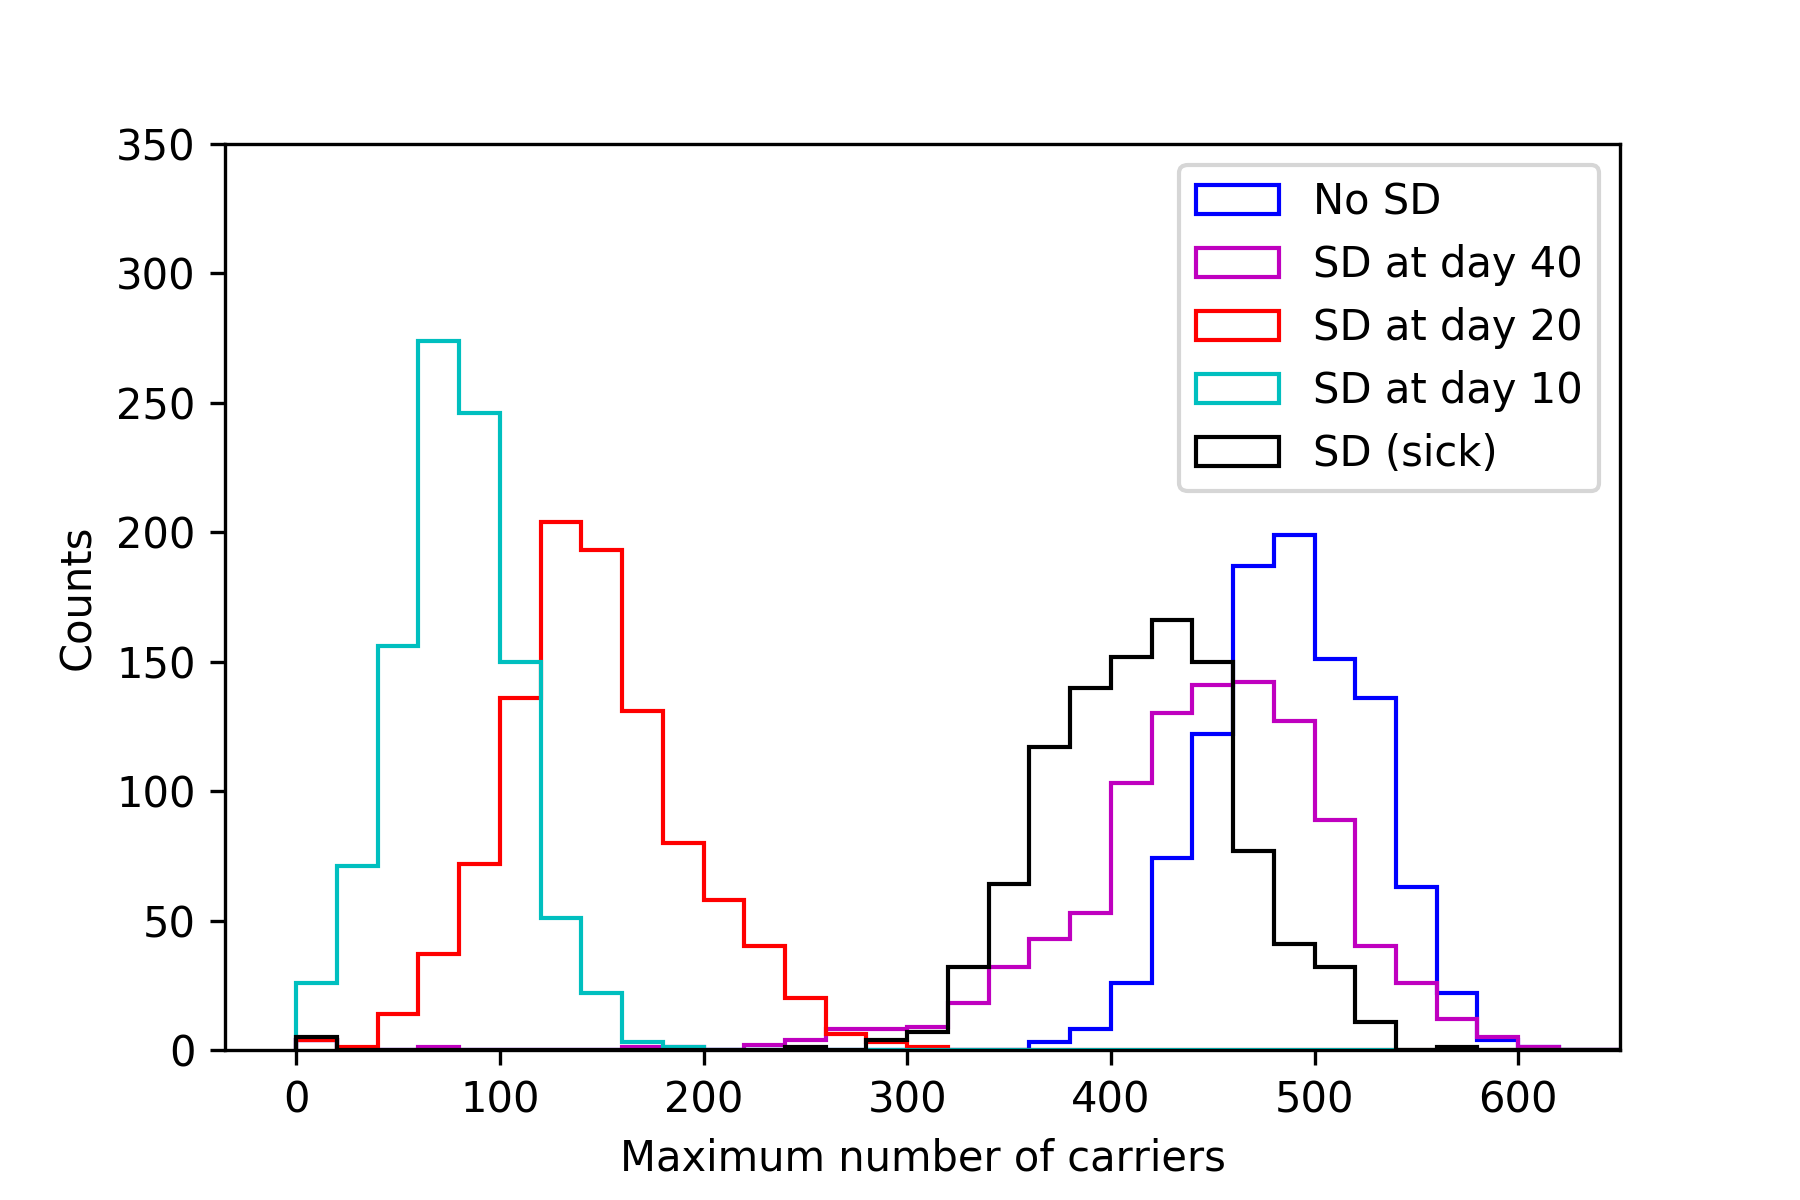 350
300
250
200
150
100
50
0
Counts
No SD
SD at day 40
SD at day 20
SD at day 10
SD (sick)
0 100 200 300 400 500 600
Maximum number of carriers